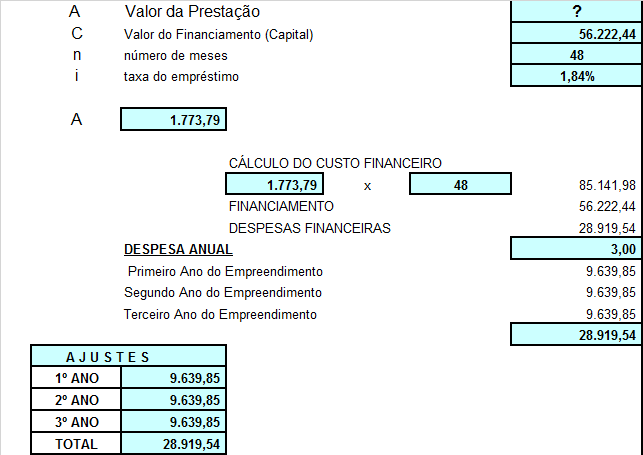 A Valor da Prestação ?
C Valor do Financiamento (Capital) 56.222,44
n número de meses 48
i taxa do empréstimo 1,84%
A 1.773,79
CÁLCULO DO CUSTO FINANCEIRO
1.773,79 x 48 85.141,98
FINANCIAMENTO 56.222,44
DESPESAS FINANCEIRAS 28.919,54
DESPESA ANUAL 3,00
Primeiro Ano do Empreendimento 9.639,85
Segundo Ano do Empreendimento 9.639,85
Terceiro Ano do Empreendimento 9.639,85
28.919,54
A J U S T E S
1º ANO 9.639,85
2º ANO 9.639,85
3º ANO 9.639,85
TOTAL 28.919,54